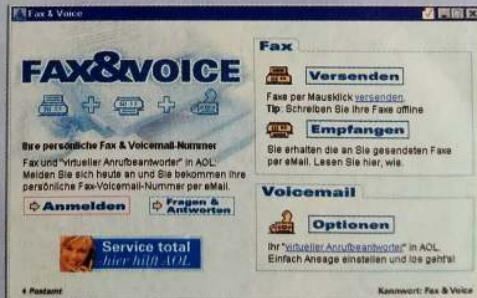 Fax & Voice
FAX&VOICE
Ihre persönliche Fax & Voicemail-Nummer
Fax und "virtueller Anrufbeantworter" in AOL:
Melden Sie sich heute an und Sie bekommen Ihre
persönliche Fax-Voicemail-Nummer per eMail.
Anmelden
Fragen &
Antworten
Service total
hier hilft AOL
Postamt
Fax
Versenden
Faxe per Mausklick versenden.
Tip: Schreiben Sie Ihre Faxe offline.
Empfangen
Sie erhalten die an Sie gesendeten Faxe
per eMail. Lesen Sie hier, wie.
Voicemail
Optionen
Ihr "virtueller Anrufbeantworter" in AOL.
Einfach Ansage einstellen und los geht's!
Kennwort: Fax & Voice